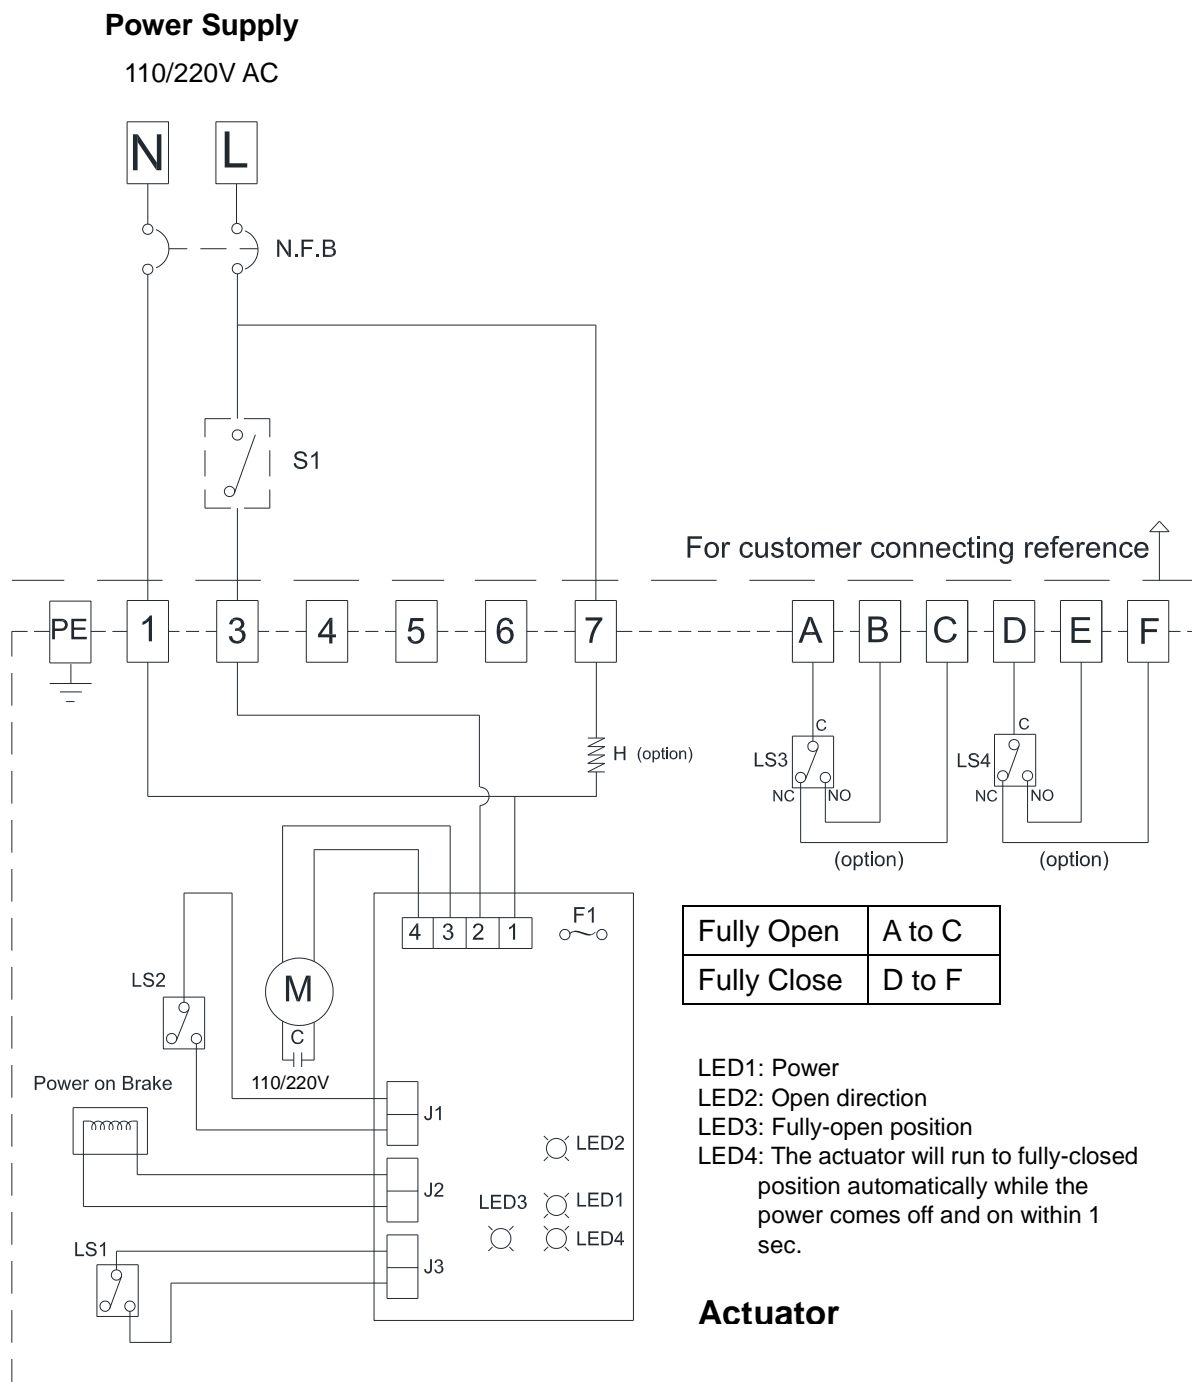 Power Supply
110/220V AC
N L
N.F.B
S1
For customer connecting reference
PE 1 3 4 5 6 7 A B C D E F
H (option)
C
LS3
NC NO
C
LS4
NC NO
(option) (option)
4 3 2 1
F1
LS2
M
C
110/220V
Fully Open A to C
Fully Close D to F
Power on Brake
J1
LED2
J2
LED3 LED1
LED4
LS1
J3
LED1: Power
LED2: Open direction
LED3: Fully-open position
LED4: The actuator will run to fully-closed
position automatically while the
power comes off and on within 1
sec.
Actuator